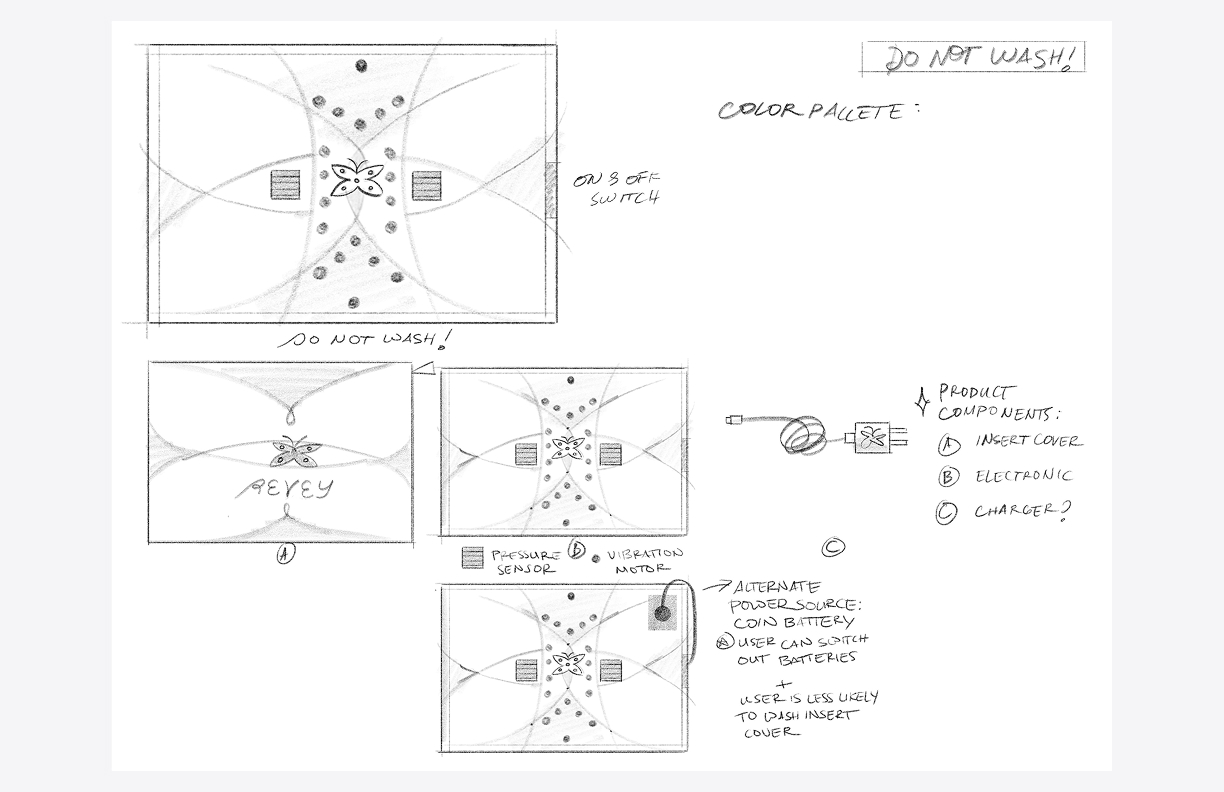 DO NOT WASH!
COLOR PALLETE:
ON & OFF
SWITCH
DO NOT WASH!
REVEY
A
PRESSURE
SENSOR
B
VIBRATION
MOTOR
C
PRODUCT
COMPONENTS:
A INSERT COVER
B ELECTRONIC
C CHARGER?
ALTERNATE
POWER SOURCE:
COIN BATTERY
A USER CAN SWITCH
OUT BATTERIES
+
USER IS LESS LIKELY
TO WASH INSERT
COVER